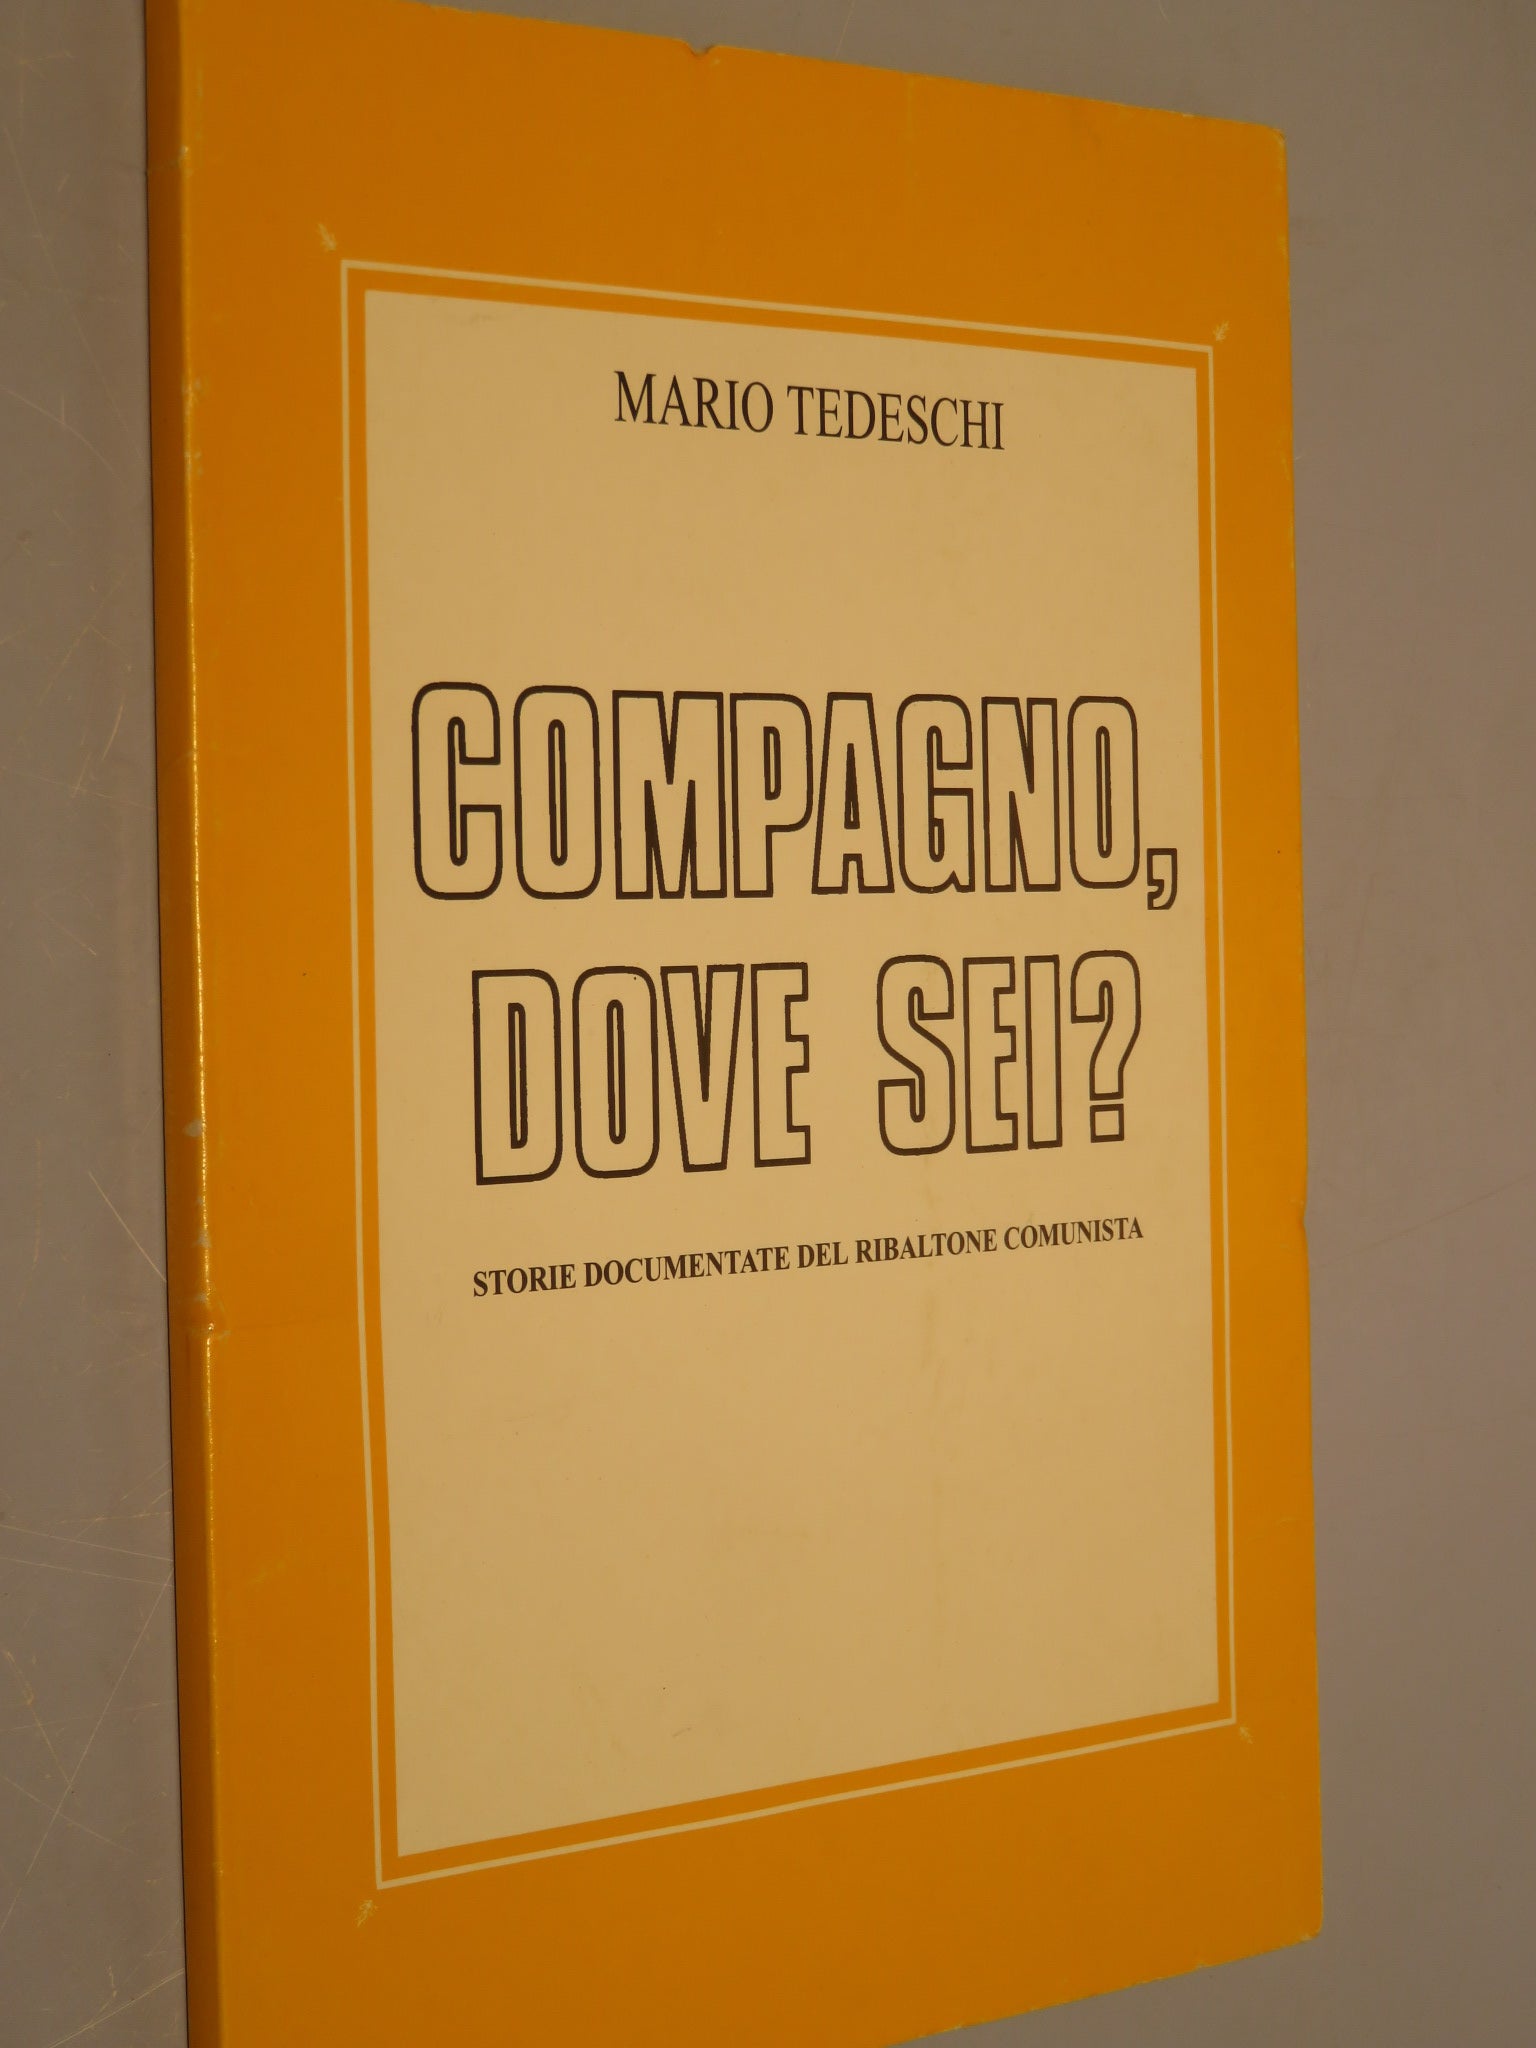 MARIO TEDESCHI
COMPAGNO,
DOVE SEI?
STORIE DOCUMENTATE DEL RIBALTONE COMUNISTA